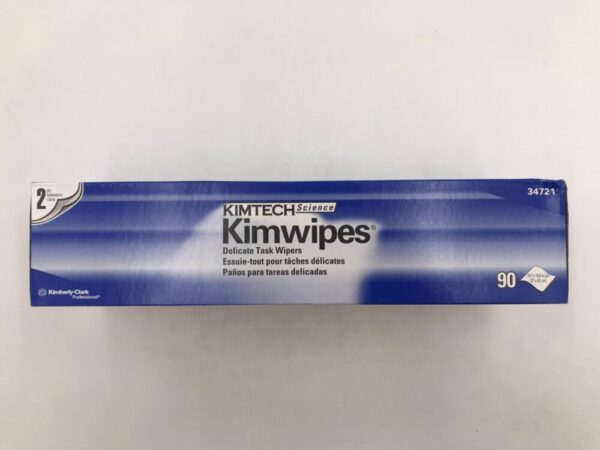 2
34721
KIMTECH Science
Kimwipes®
Delicate Task Wipers
Essuie-tout pour tâches délicates
Paños para tareas delicadas
90
Kimberly-Clark
Professional*